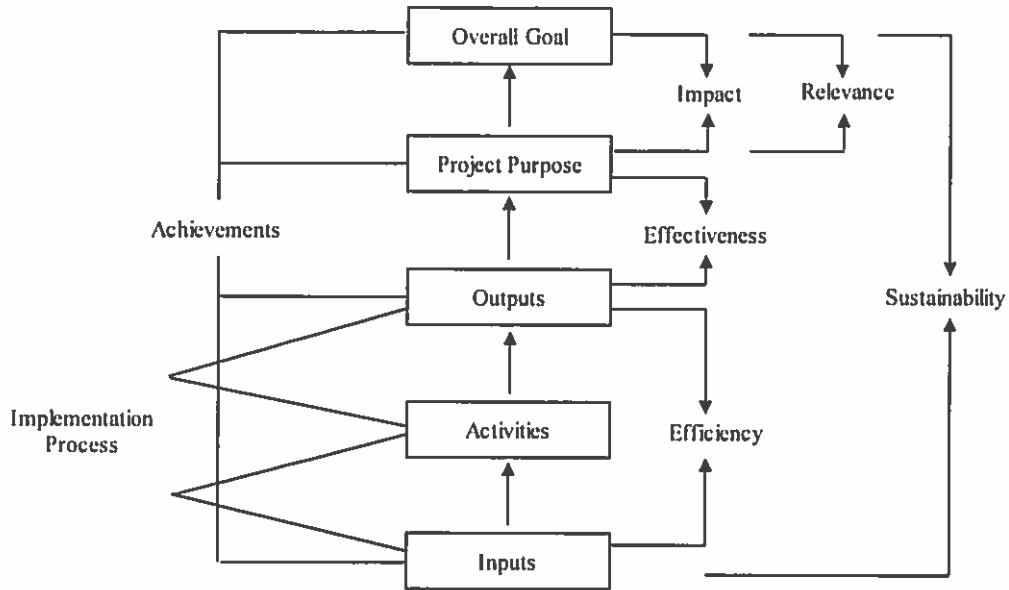 Overall Goal
Impact
Relevance
Project Purpose
Achievements
Effectiveness
Outputs
Sustainability
Implementation
Process
Activities
Efficiency
Inputs